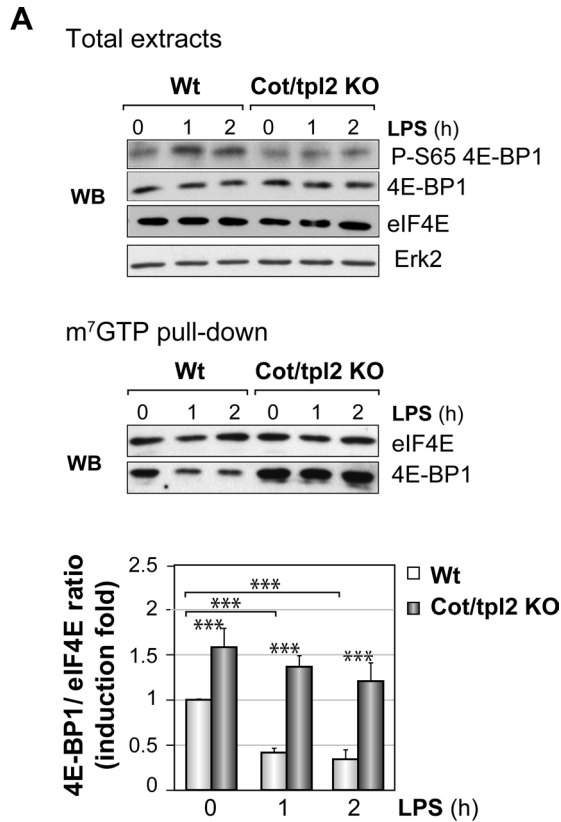 A
Total extracts
Wt Cot/tpl2 KO
0 1 2 0 1 2 LPS (h)
P-S65 4E-BP1
WB 4E-BP1
eIF4E
Erk2
m⁷GTP pull-down
Wt Cot/tpl2 KO
0 1 2 0 1 2 LPS (h)
eIF4E
WB
4E-BP1
4E-BP1/ eIF4E ratio
(induction fold)
2.5
2
1.5
1
0.5
0
***
***
***
***
***
Wt
Cot/tpl2 KO
0 1 2 LPS (h)